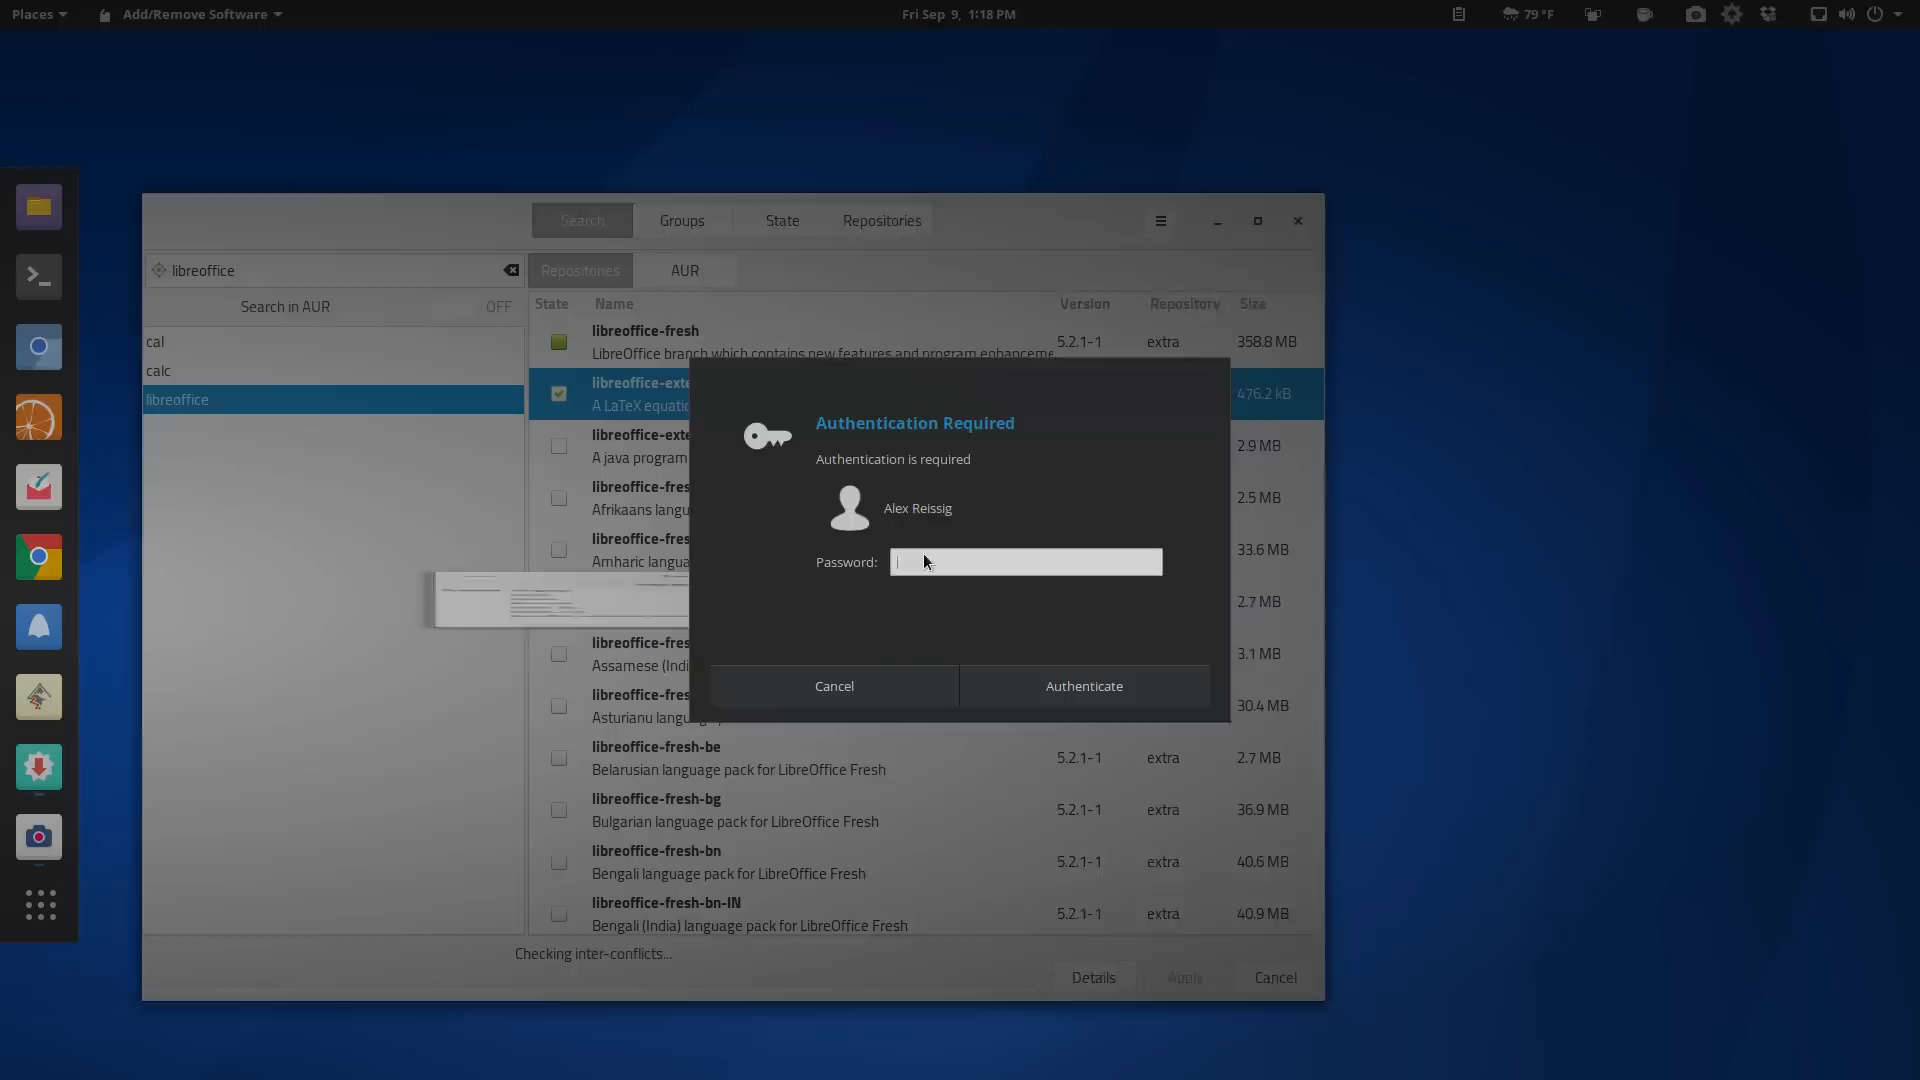 Places Add/Remove Software Fri Sep 9, 1:18 PM 79 °F
Search Groups State Repositories
libreoffice Repositories AUR
Search in AUR OFF
State Name Version Repository Size
cal
calc
libreoffice
libreoffice-fresh
LibreOffice branch which contains new features and program enhanceme 5.2.1-1 extra 358.8 MB
libreoffice-exte
A LaTeX equatio 476.2 kB
libreoffice-exte
A java program 2.9 MB
libreoffice-fres
Afrikaans langu 2.5 MB
libreoffice-fres
Amharic langua 33.6 MB
2.7 MB
libreoffice-fres
Assamese (Indi 3.1 MB
libreoffice-fres
Asturianu langu 30.4 MB
libreoffice-fresh-be
Belarusian language pack for LibreOffice Fresh 5.2.1-1 extra 2.7 MB
libreoffice-fresh-bg
Bulgarian language pack for LibreOffice Fresh 5.2.1-1 extra 36.9 MB
libreoffice-fresh-bn
Bengali language pack for LibreOffice Fresh 5.2.1-1 extra 40.6 MB
libreoffice-fresh-bn-IN
Bengali (India) language pack for LibreOffice Fresh 5.2.1-1 extra 40.9 MB
Authentication Required
Authentication is required
Alex Reissig
Password:
Cancel Authenticate
Checking inter-conflicts...
Details Apply Cancel